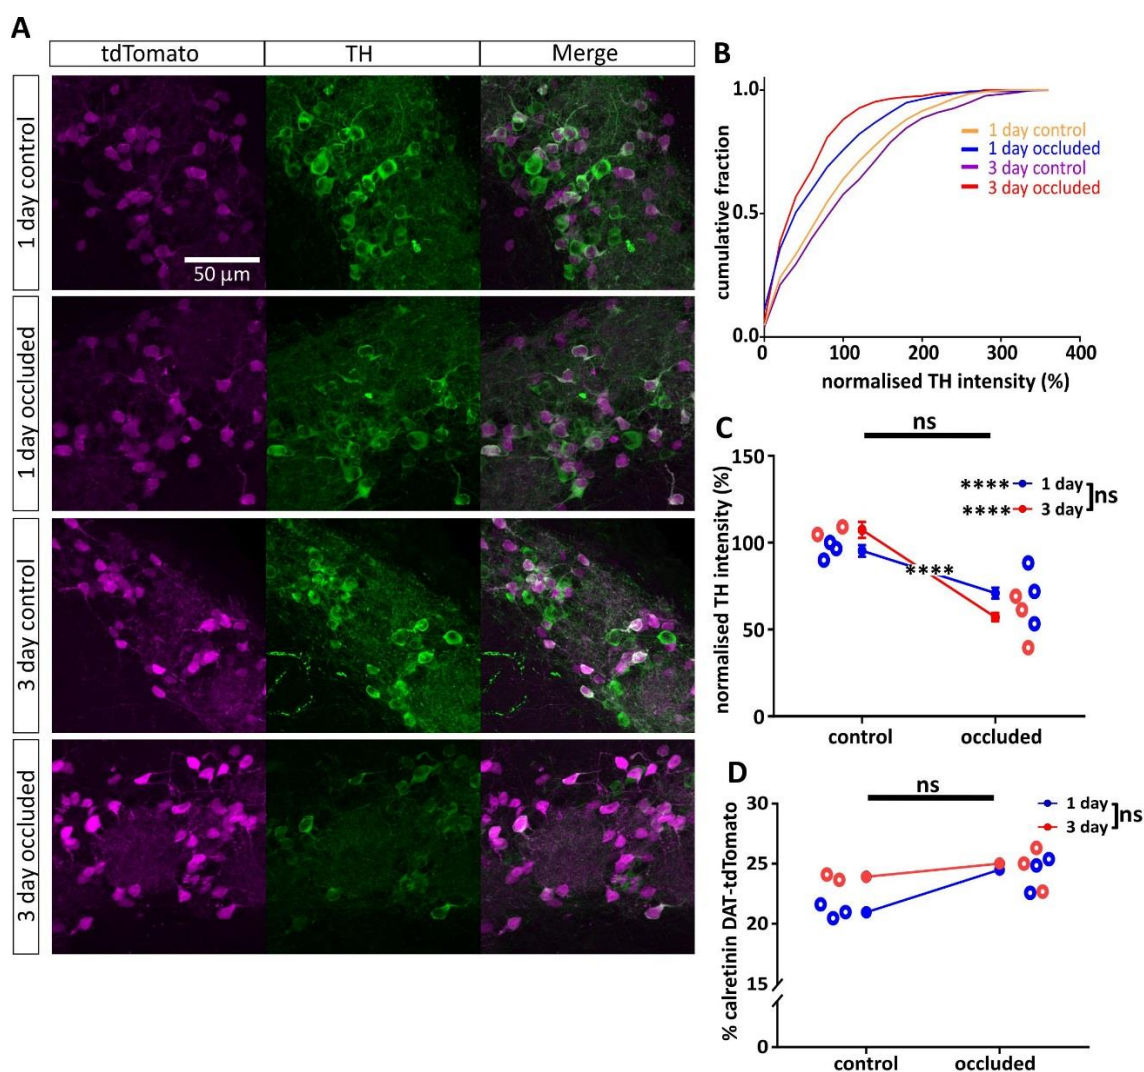 A
tdTomato
TH
Merge
1 day control
50 µm
1 day occluded
3 day control
3 day occluded
B
cumulative fraction
1.0
0.5
0.0
1 day control
1 day occluded
3 day control
3 day occluded
0
100
200
300
400
normalised TH intensity (%)
C
ns
normalised TH intensity (%)
150
100
50
0
**** 1 day
**** 3 day
ns
****
control
occluded
D
ns
% calretinin DAT-tdTomato
30
25
20
15
0
1 day
3 day
ns
control
occluded